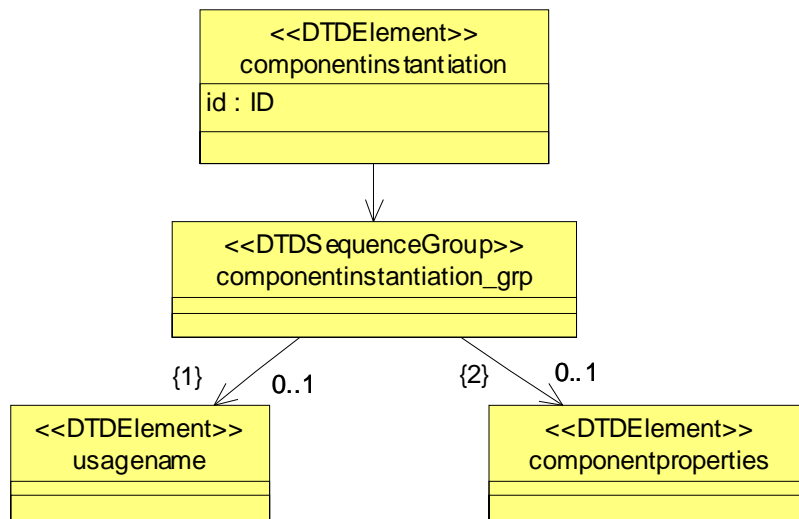 <<DTDElement>>
componentinstantiation
id : ID
<<DTDSequenceGroup>>
componentinstantiation_grp
{1}
0..1
{2}
0..1
<<DTDElement>>
usagename
<<DTDElement>>
componentproperties